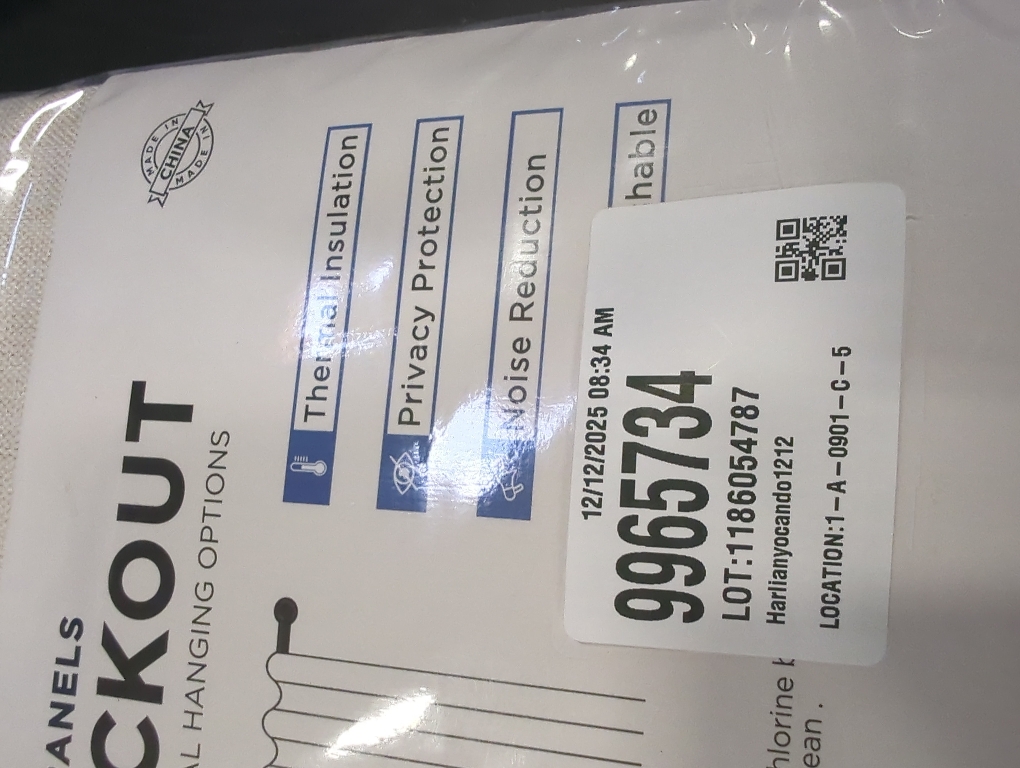 PANELS
CKOUT
AL HANGING OPTIONS
MADE IN
CHINA
MADE IN
Thermal Insulation
Privacy Protection
Noise Reduction
hable
12/12/2025 08:34 AM
9965734
LOT:1186054787
Harlianyocando1212
LOCATION:1-A-0901-C-5
hlorine
ean.